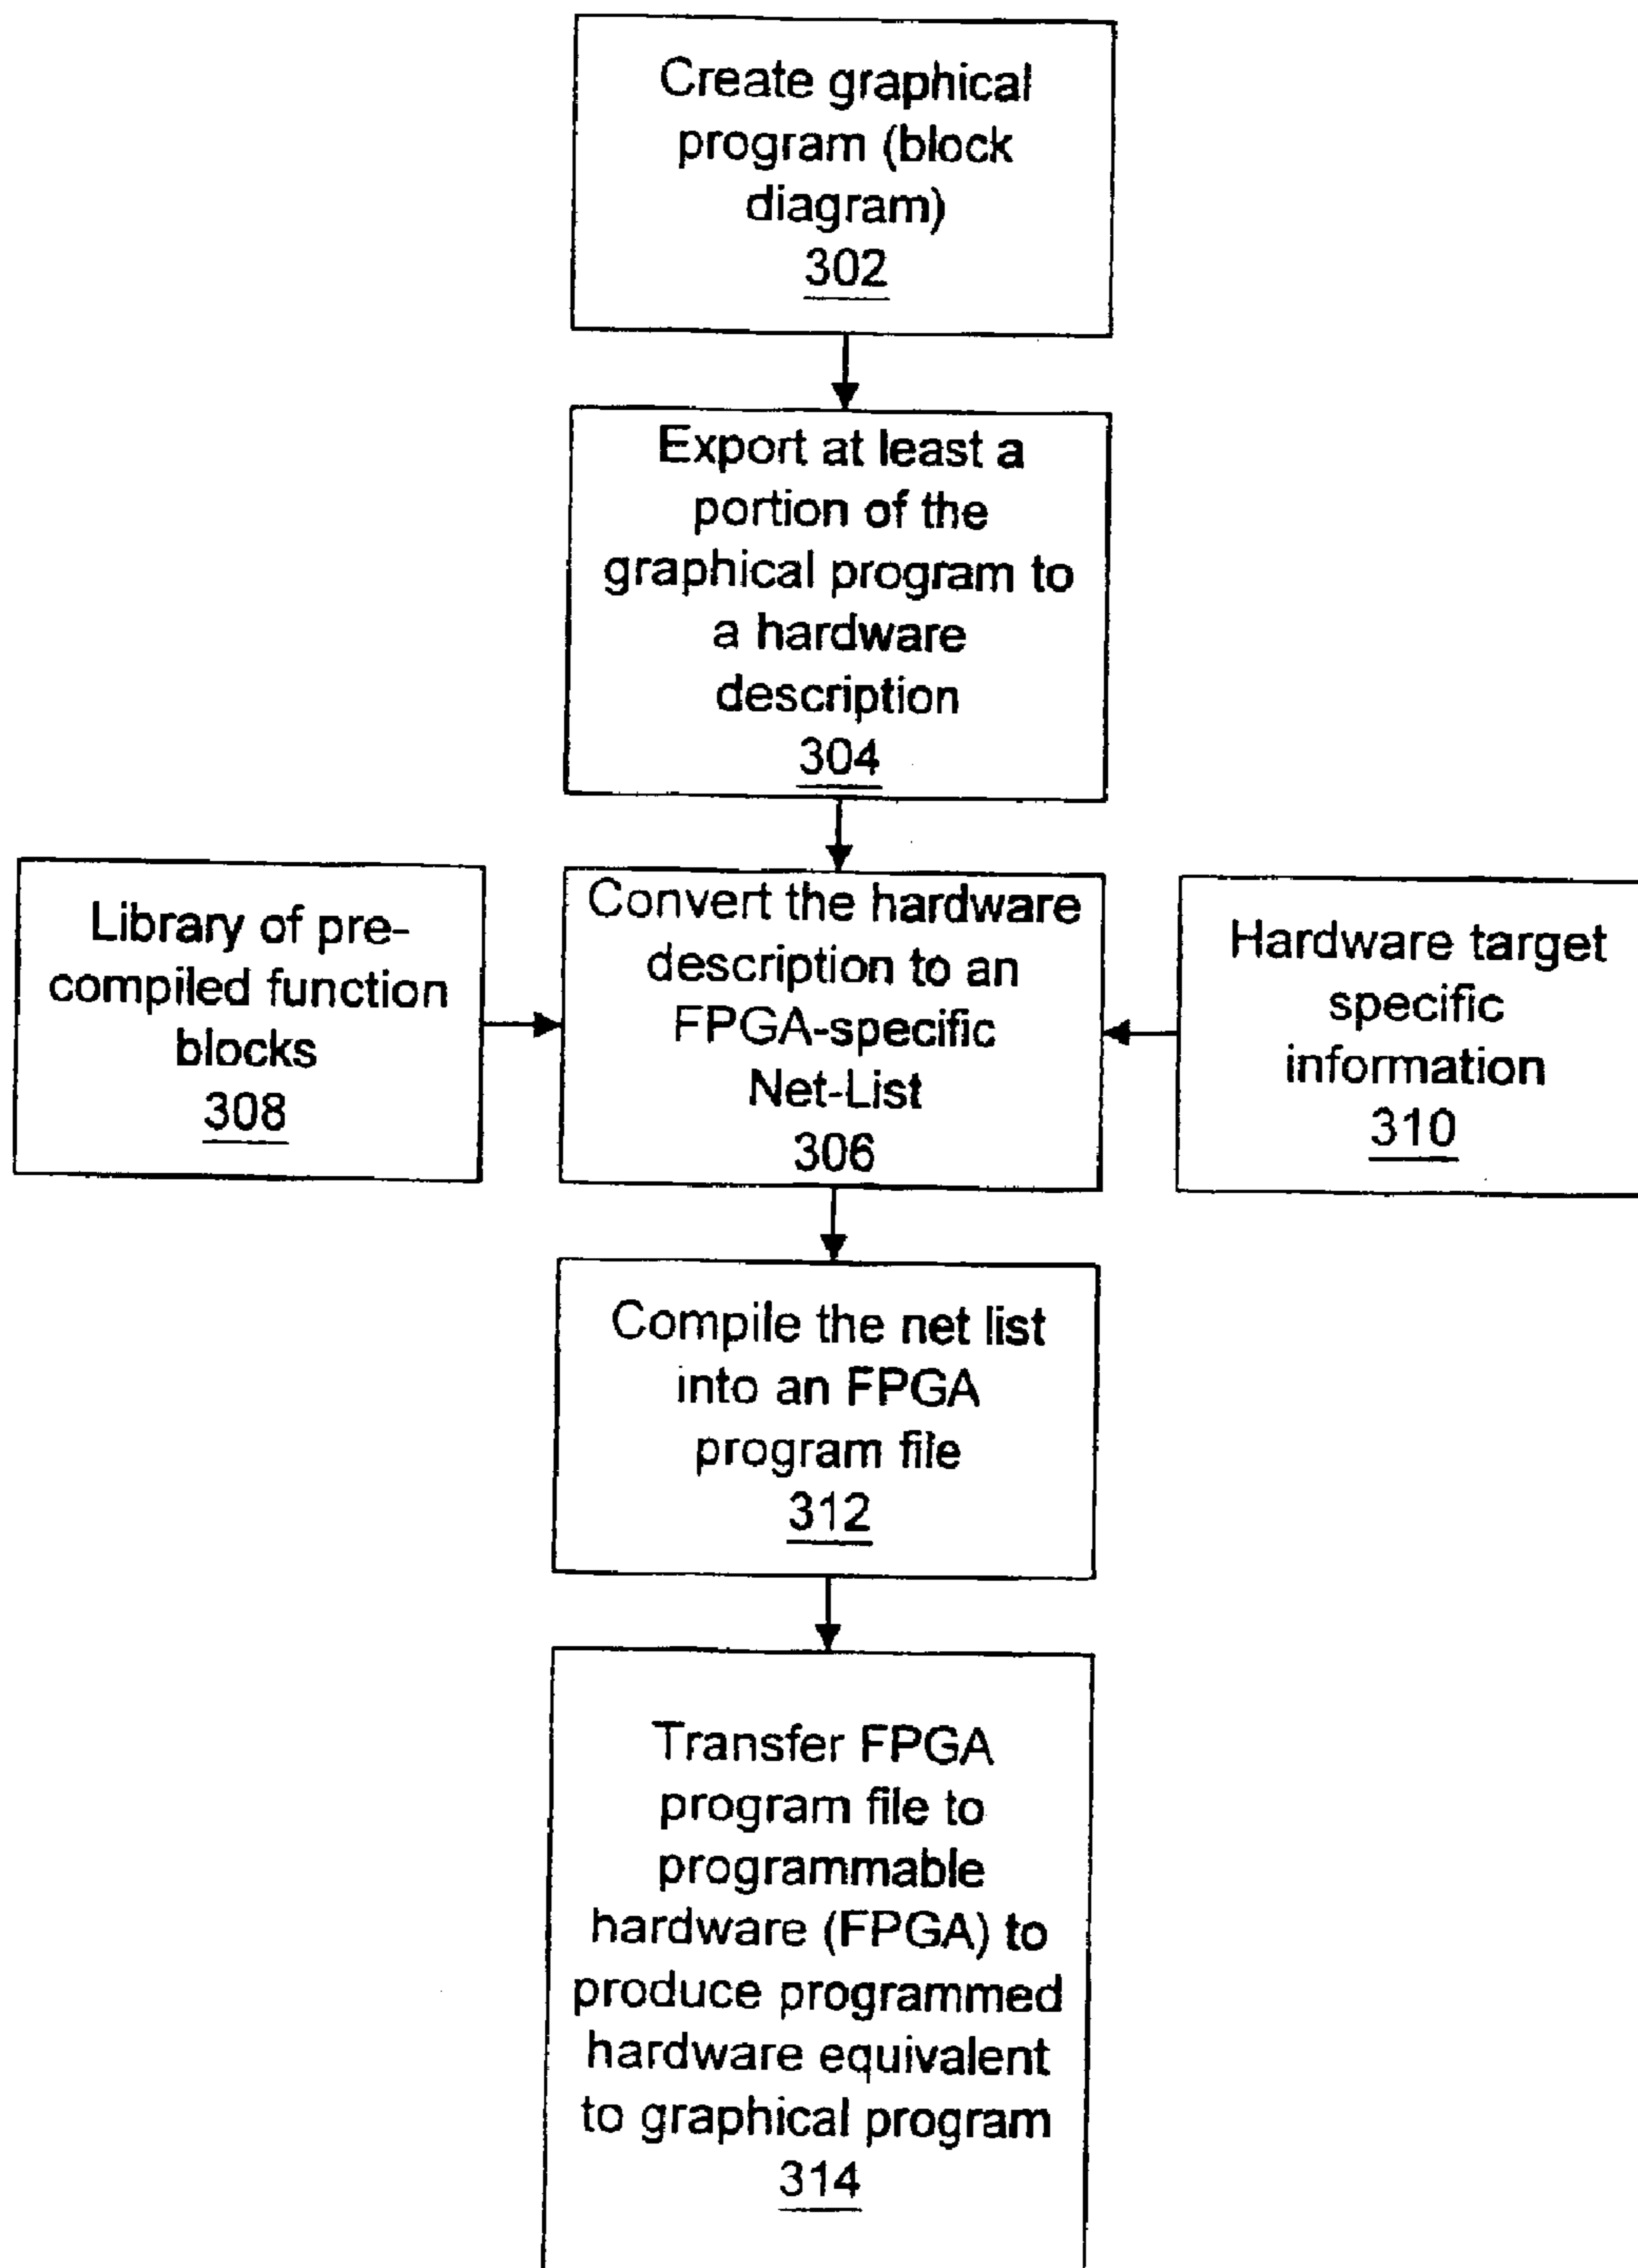 Create graphical
program (block
diagram)
302
Export at least a
portion of the
graphical program to
a hardware
description
304
Library of pre-
compiled function
blocks
308
Convert the hardware
description to an
FPGA-specific
Net-List
306
Hardware target
specific
information
310
Compile the net list
into an FPGA
program file
312
Transfer FPGA
program file to
programmable
hardware (FPGA) to
produce programmed
hardware equivalent
to graphical program
314